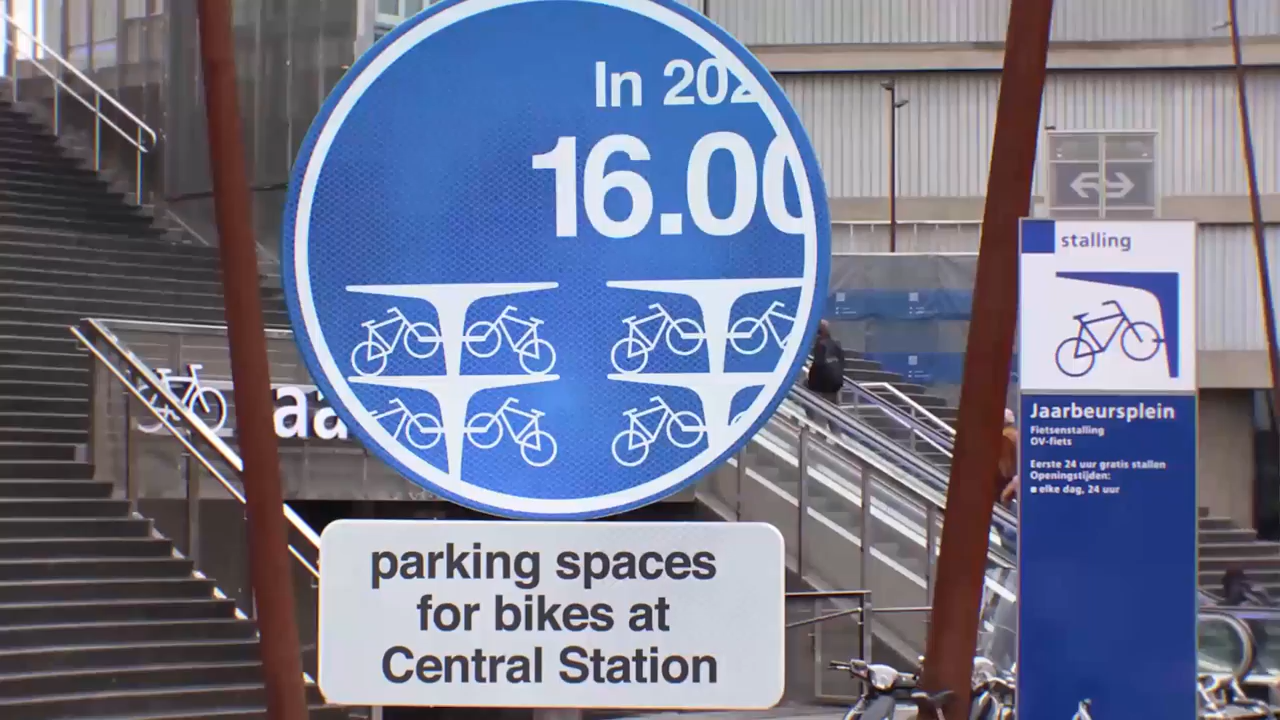 In 202
16.00
parking spaces
for bikes at
Central Station
stalling
Jaarbeursplein
Fietsenstalling
OV-fiets
Eerste 24 uur gratis stallen
Openingstijden:
■ elke dag, 24 uur
aa